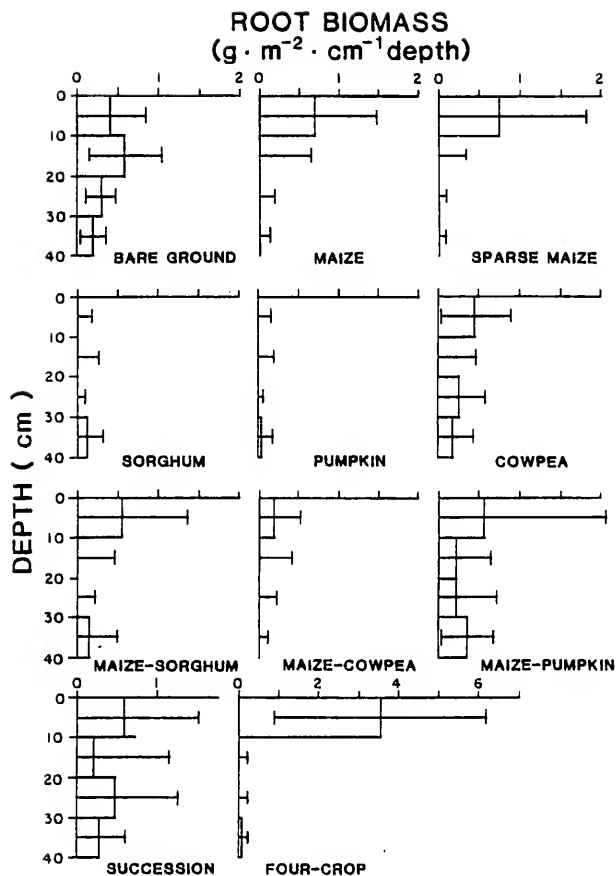 ROOT BIOMASS
(g · m⁻² · cm⁻¹ depth)
0 1 2 0 1 2 0 1 2
0
10
20
30
40
BARE GROUND MAIZE SPARSE MAIZE
0
10
20
30
40
SORGHUM PUMPKIN COWPEA
DEPTH (cm)
0
10
20
30
40
MAIZE-SORGHUM MAIZE-COWPEA MAIZE-PUMPKIN
0 1 0 2 4 6
0
10
20
30
40
SUCCESSION FOUR-CROP